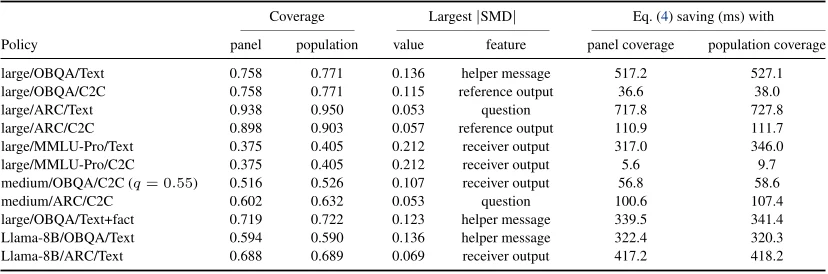 Coverage Largest |SMD| Eq. (4) saving (ms) with
Policy panel population value feature panel coverage population coverage
large/OBQA/Text 0.758 0.771 0.136 helper message 517.2 527.1
large/OBQA/C2C 0.758 0.771 0.115 reference output 36.6 38.0
large/ARC/Text 0.938 0.950 0.053 question 717.8 727.8
large/ARC/C2C 0.898 0.903 0.057 reference output 110.9 111.7
large/MMLU-Pro/Text 0.375 0.405 0.212 receiver output 317.0 346.0
large/MMLU-Pro/C2C 0.375 0.405 0.212 receiver output 5.6 9.7
medium/OBQA/C2C (q = 0.55) 0.516 0.526 0.107 receiver output 56.8 58.6
medium/ARC/C2C 0.602 0.632 0.053 question 100.6 107.4
large/OBQA/Text+fact 0.719 0.722 0.123 helper message 339.5 341.4
Llama-8B/OBQA/Text 0.594 0.590 0.136 helper message 322.4 320.3
Llama-8B/ARC/Text 0.688 0.689 0.069 receiver output 417.2 418.2